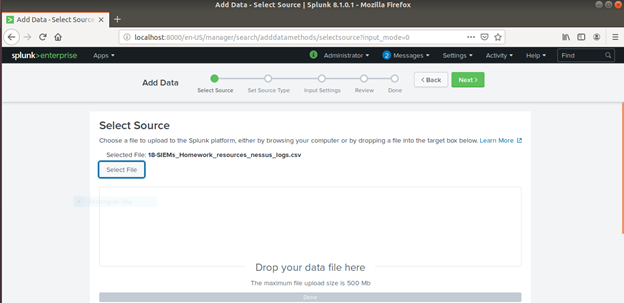 Add Data - Select Source | Splunk 8.1.0.1 - Mozilla Firefox
Add Data - Select Source
localhost:8000/en-US/manager/search/adddatamethods/selectsource?input_mode=0
splunk>enterprise Apps Administrator 2 Messages Settings Activity Help Find
Add Data
Select Source Set Source Type Input Settings Review Done
< Back Next >
Select Source
Choose a file to upload to the Splunk platform, either by browsing your computer or by dropping a file into the target box below. Learn More
Selected File: 18-SIEMs_Homework_resources_nessus_logs.csv
Select File
Drop your data file here
The maximum file upload size is 500 Mb
Done